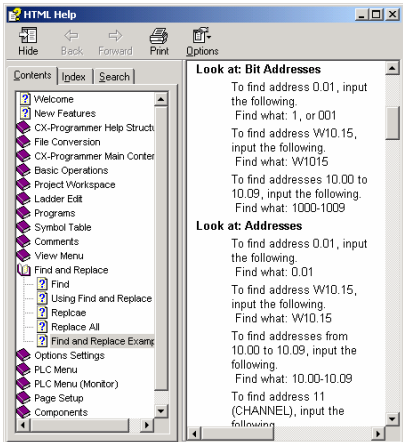 HTML Help
Hide Back Forward Print Options
Contents Index Search
Welcome
New Features
CX-Programmer Help Structu
File Conversion
CX-Programmer Main Conter
Basic Operations
Project Workspace
Ladder Edit
Programs
Symbol Table
Comments
View Menu
Find and Replace
Find
Using Find and Replace
Replcae
Replace All
Find and Replace Examp
Options Settings
PLC Menu
PLC Menu (Monitor)
Page Setup
Components
Look at: Bit Addresses
To find address 0.01, input
the following.
Find what: 1, or 001
To find address W10.15,
input the following.
Find what: W1015
To find addresses 10.00 to
10.09, input the following.
Find what: 1000-1009
Look at: Addresses
To find address 0.01, input
the following.
Find what: 0.01
To find address W10.15,
input the following.
Find what: W10.15
To find addresses from
10.00 to 10.09, input the
following.
Find what: 10.00-10.09
To find address 11
(CHANNEL), input the
following